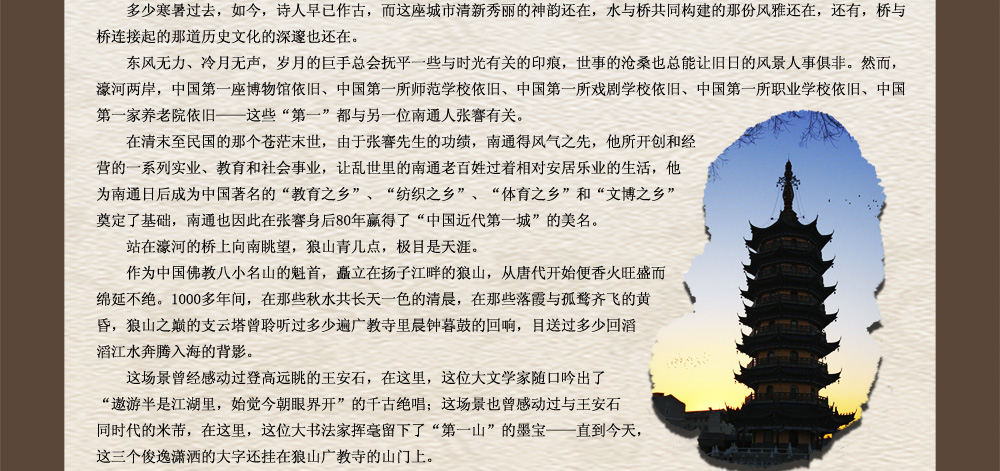 多少寒暑过去，如今，诗人早已作古，而这座城市清新秀丽的神韵还在，水与桥共同构建的那份风雅还在，还有，桥与
桥连接起的那道历史文化的深邃也还在。
东风无力、冷月无声，岁月的巨手总会抚平一些与时光有关的印痕，世事的沧桑也总能让旧日的风景人事俱非。然而，
濠河两岸，中国第一座博物馆依旧、中国第一所师范学校依旧、中国第一所戏剧学校依旧、中国第一所职业学校依旧、中国
第一家养老院依旧——这些“第一”都与另一位南通人张謇有关。
在清末至民国的那个苍茫末世，由于张謇先生的功绩，南通得风气之先，他所开创和经
营的一系列实业、教育和社会事业，让乱世里的南通老百姓过着相对安居乐业的生活，他
为南通日后成为中国著名的“教育之乡”、“纺织之乡”、“体育之乡”和“文博之乡”
奠定了基础，南通也因此在张謇身后80年赢得了“中国近代第一城”的美名。
站在濠河的桥上向南眺望，狼山青几点，极目是天涯。
作为中国佛教八小名山的魁首，矗立在扬子江畔的狼山，从唐代开始便香火旺盛而
绵延不绝。1000多年间，在那些秋水共长天一色的清晨，在那些落霞与孤鹜齐飞的黄
昏，狼山之巅的支云塔曾聆听过多少遍广教寺里晨钟暮鼓的回响，目送过多少回滔
滔江水奔腾入海的背影。
这场景曾经感动过登高远眺的王安石，在这里，这位大文学家随口吟出了
“遨游半是江湖里，始觉今朝眼界开”的千古绝唱；这场景也曾感动过与王安石
同时代的米芾，在这里，这位大书法家挥毫留下了“第一山”的墨宝——直到今天，
这三个俊逸潇洒的大字还挂在狼山广教寺的山门上。